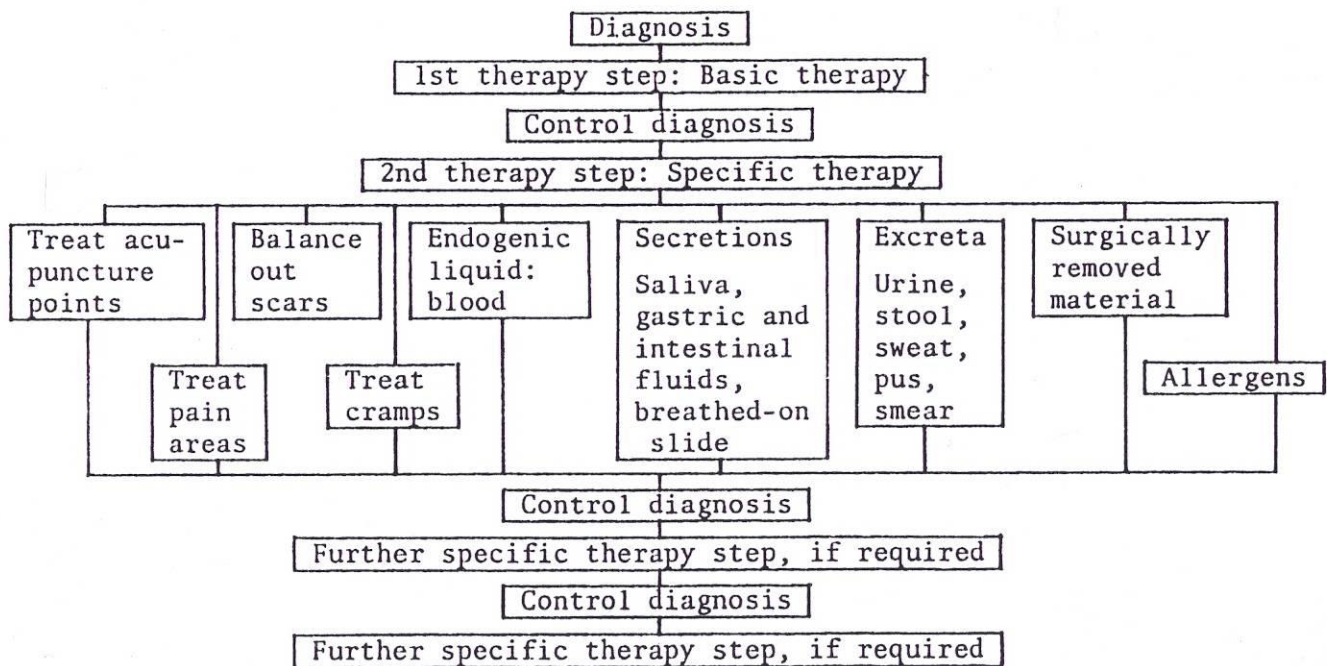 Diagnosis
1st therapy step: Basic therapy
Control diagnosis
2nd therapy step: Specific therapy
Treat acu-
puncture
points
Treat
pain
areas
Balance
out
scars
Treat
cramps
Endogenic
liquid:
blood
Secretions
Saliva,
gastric and
intestinal
fluids,
breathed-on
slide
Excreta
Urine,
stool,
sweat,
pus,
smear
Surgically
removed
material
Allergens
Control diagnosis
Further specific therapy step, if required
Control diagnosis
Further specific therapy step, if required